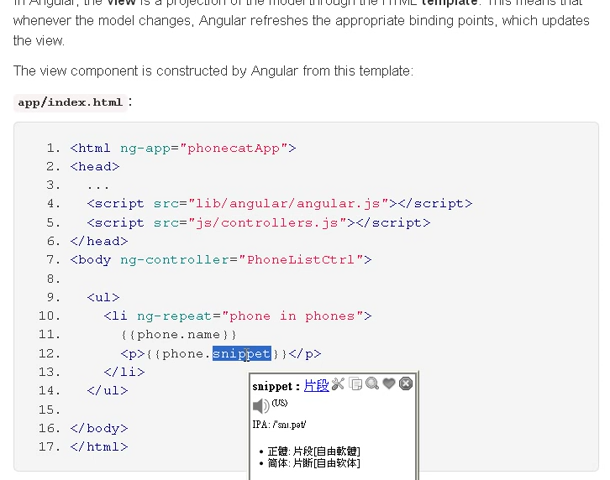 In Angular, the view is a projection of the model through the HTML template. This means that
whenever the model changes, Angular refreshes the appropriate binding points, which updates
the view.
The view component is constructed by Angular from this template:
app/index.html :
1. <html ng-app="phonecatApp">
2. <head>
3. ...
4. <script src="lib/angular/angular.js"></script>
5. <script src="js/controllers.js"></script>
6. </head>
7. <body ng-controller="PhoneListCtrl">
8.
9. <ul>
10. <li ng-repeat="phone in phones">
11. {{phone.name}}
12. <p>{{phone.snippet}}</p>
13. </li>
14. </ul>
15.
16. </body>
17. </html>
snippet : 片段
(US)
IPA: /'snɪ.pət/
正體: 片段[自由軟體]
简体: 片断[自由软体]